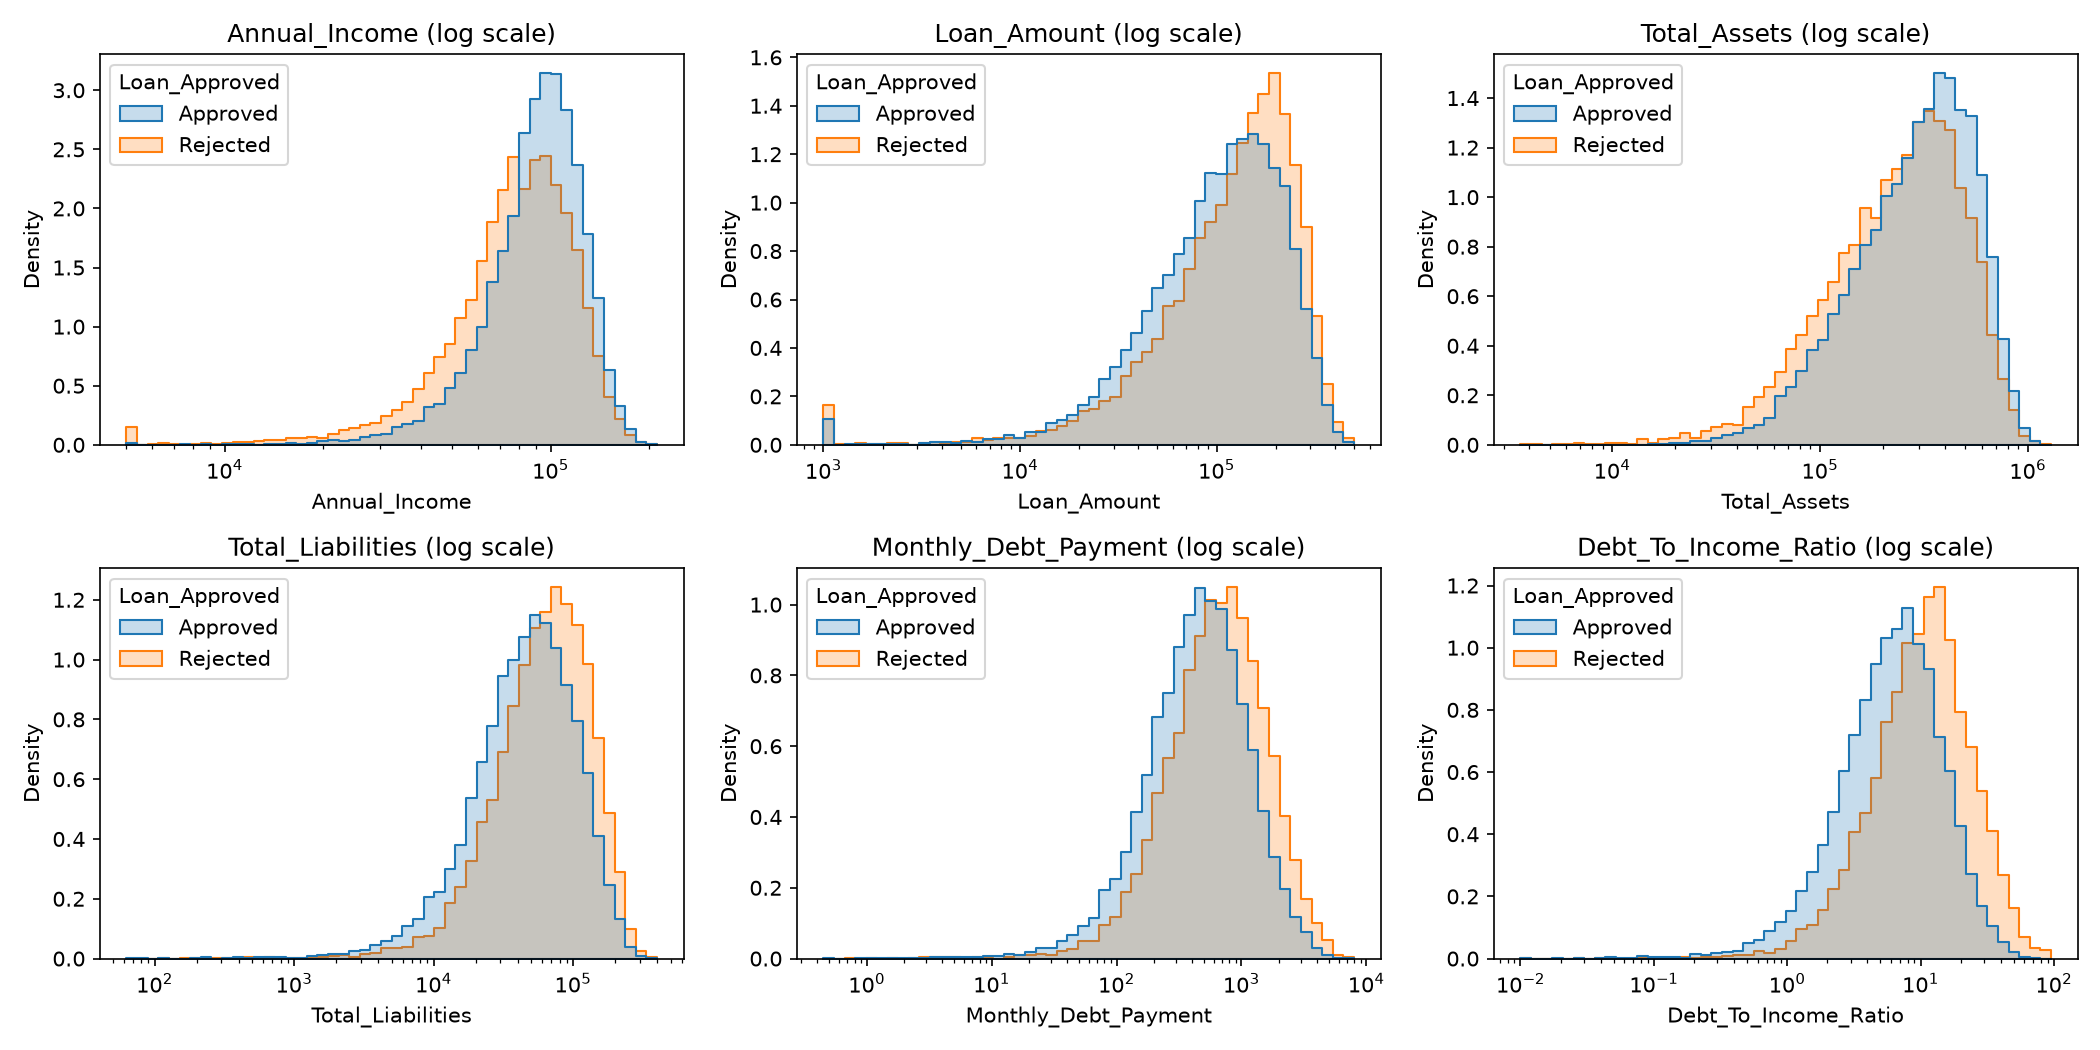 Annual_Income (log scale)
Loan_Approved
Approved
Rejected
Density
3.0
2.5
2.0
1.5
1.0
0.5
0.0
10^4
10^5
Annual_Income
Loan_Amount (log scale)
Loan_Approved
Approved
Rejected
Density
1.6
1.4
1.2
1.0
0.8
0.6
0.4
0.2
0.0
10^3
10^4
10^5
Loan_Amount
Total_Assets (log scale)
Loan_Approved
Approved
Rejected
Density
1.4
1.2
1.0
0.8
0.6
0.4
0.2
0.0
10^4
10^5
10^6
Total_Assets
Total_Liabilities (log scale)
Loan_Approved
Approved
Rejected
Density
1.2
1.0
0.8
0.6
0.4
0.2
0.0
10^2
10^3
10^4
10^5
Total_Liabilities
Monthly_Debt_Payment (log scale)
Loan_Approved
Approved
Rejected
Density
1.0
0.8
0.6
0.4
0.2
0.0
10^0
10^1
10^2
10^3
10^4
Monthly_Debt_Payment
Debt_To_Income_Ratio (log scale)
Loan_Approved
Approved
Rejected
Density
1.2
1.0
0.8
0.6
0.4
0.2
0.0
10^−2
10^−1
10^0
10^1
10^2
Debt_To_Income_Ratio